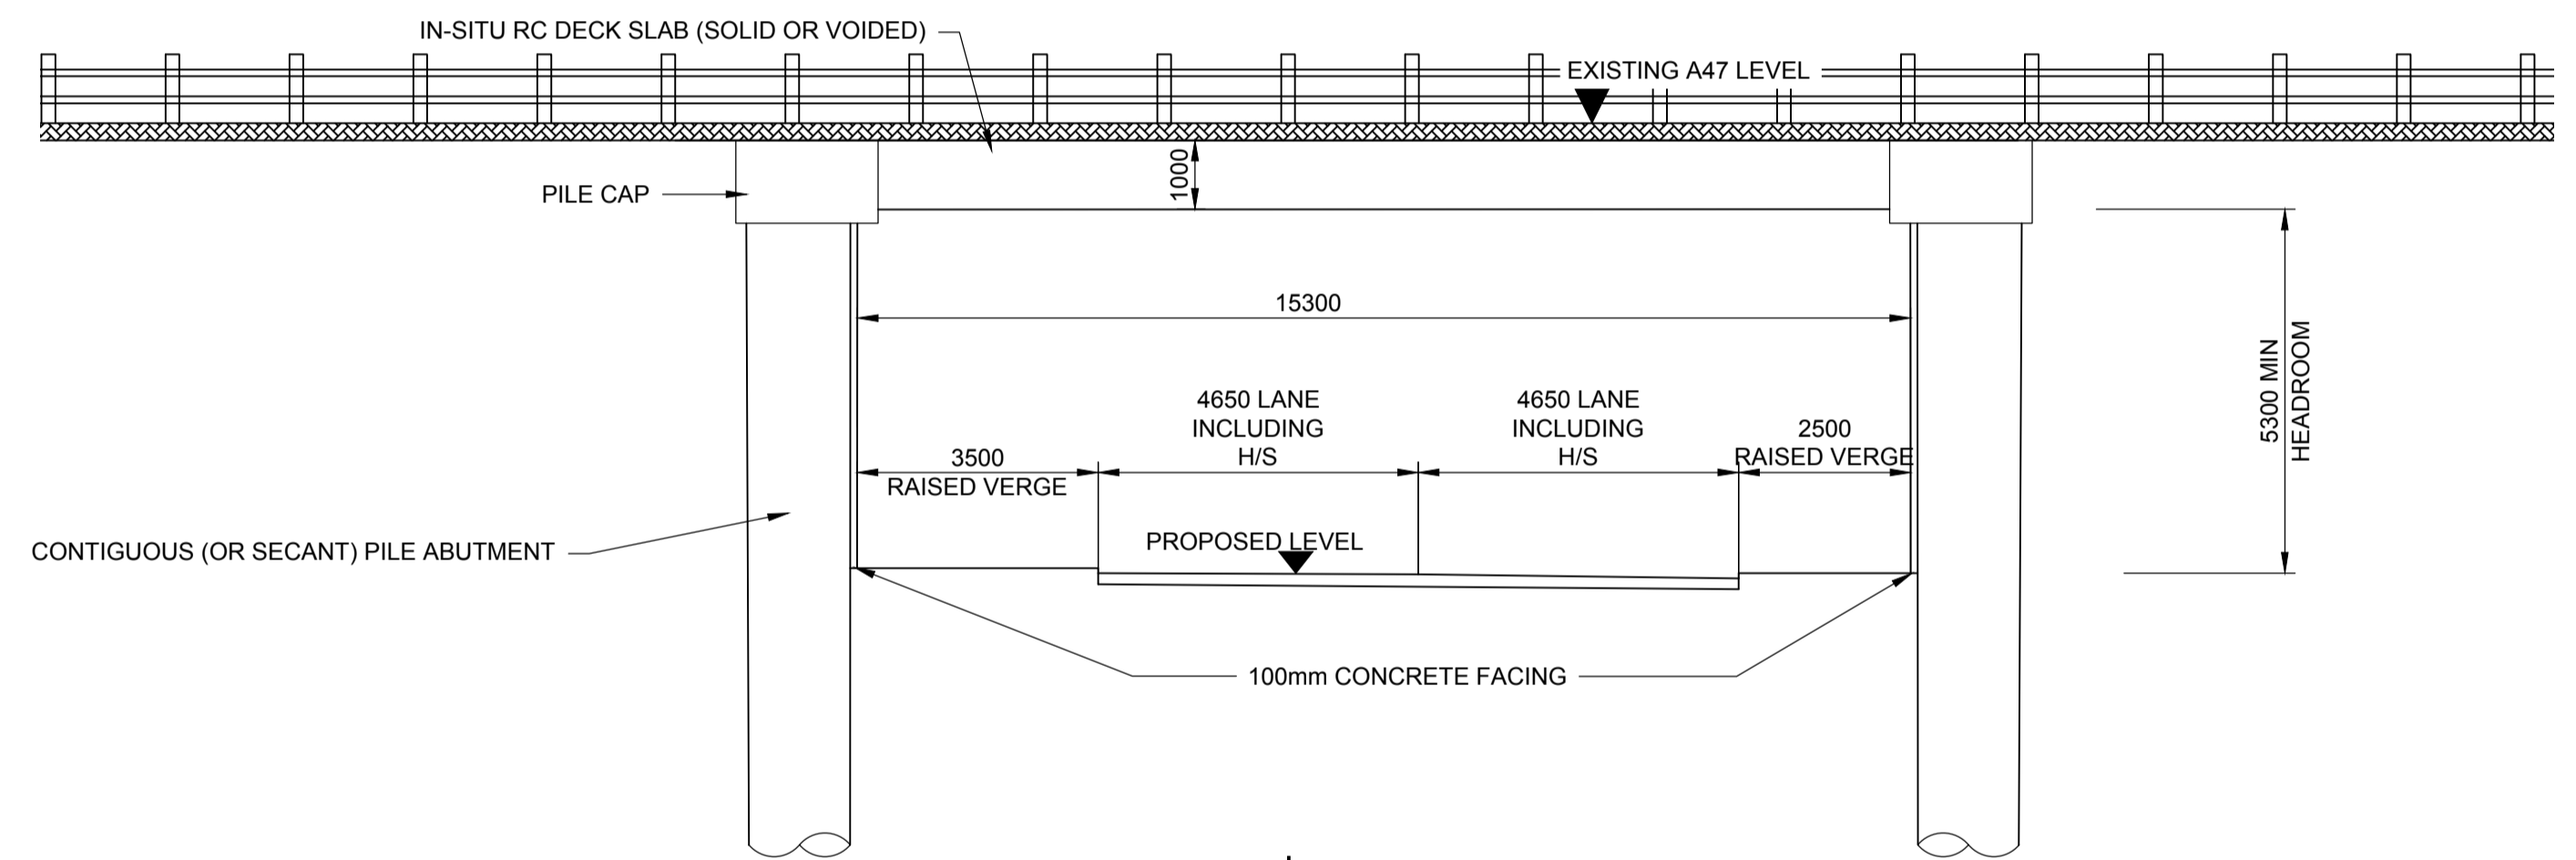 IN-SITU RC DECK SLAB (SOLID OR VOIDED)
EXISTING A47 LEVEL
1000
PILE CAP
15300
5300 MIN
HEADROOM
4650 LANE
INCLUDING
H/S
4650 LANE
INCLUDING
H/S
3500
RAISED VERGE
2500
RAISED VERGE
PROPOSED LEVEL
CONTIGUOUS (OR SECANT) PILE ABUTMENT
100mm CONCRETE FACING